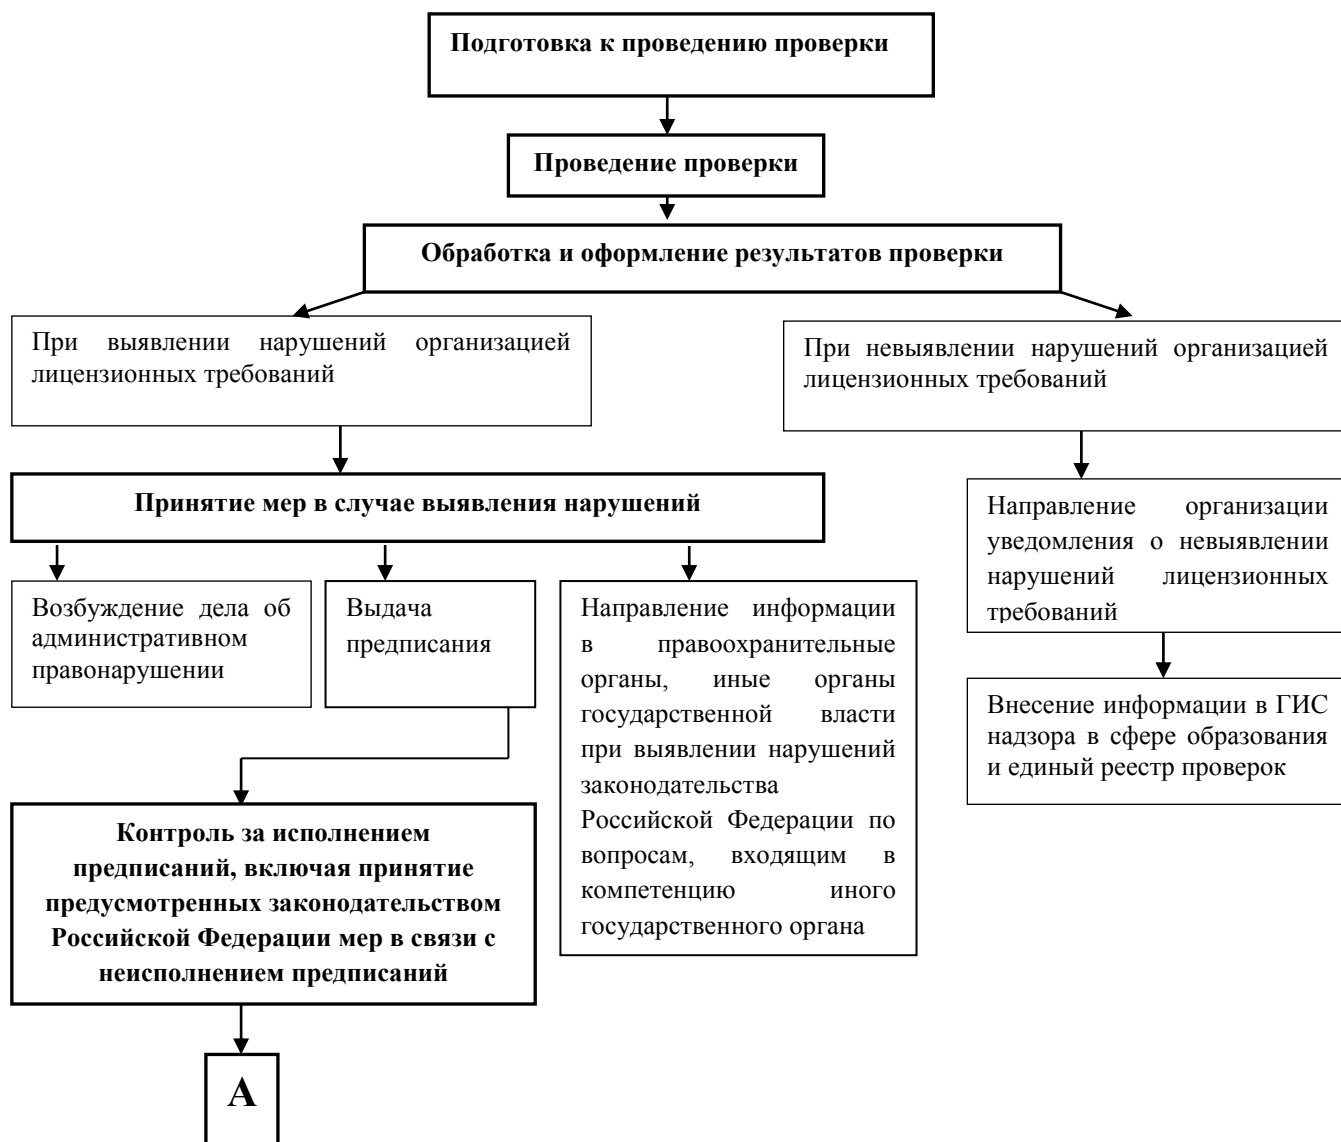 Подготовка к проведению проверки
Проведение проверки
Обработка и оформление результатов проверки
При выявлении нарушений организацией
лицензионных требований
При невыявлении нарушений организацией
лицензионных требований
Принятие мер в случае выявления нарушений
Направление организации
уведомления о невыявлении
нарушений лицензионных
требований
Возбуждение дела об
административном
правонарушении
Выдача
предписания
Направление информации
в правоохранительные
органы, иные органы
государственной власти
при выявлении нарушений
законодательства
Российской Федерации по
вопросам, входящим в
компетенцию иного
государственного органа
Внесение информации в ГИС
надзора в сфере образования
и единый реестр проверок
Контроль за исполнением
предписаний, включая принятие
предусмотренных законодательством
Российской Федерации мер в связи с
неисполнением предписаний
А